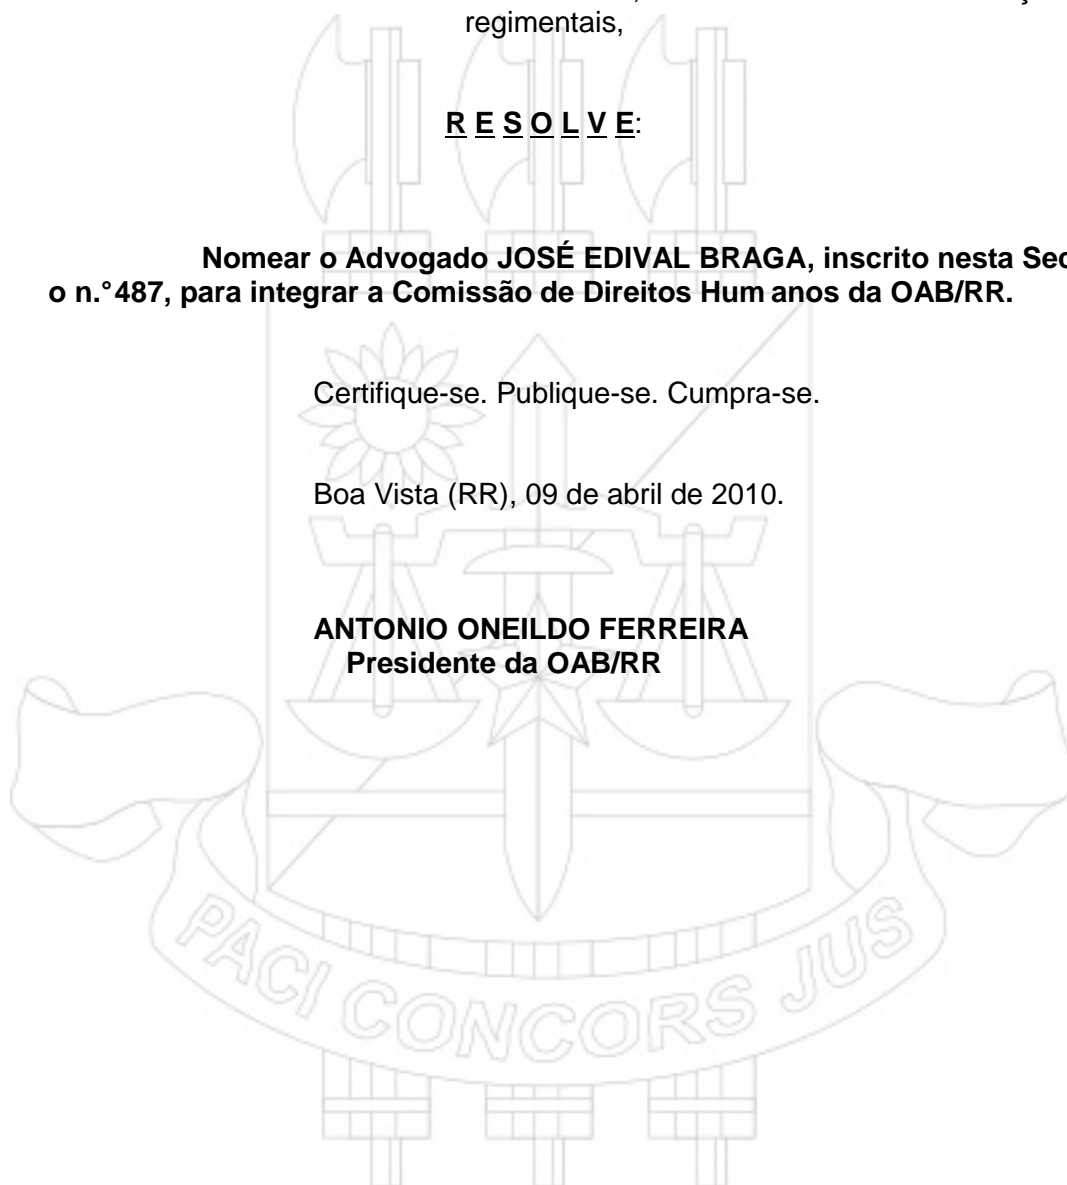 regimentais,
R E S O L V E:
Nomear o Advogado JOSÉ EDIVAL BRAGA, inscrito nesta
o n.° 487, para integrar a Comissão de Direitos Hum anos da OAB/RR.
Certifique-se. Publique-se. Cumpra-se.
Boa Vista (RR), 09 de abril de 2010.
ANTONIO ONEILDO FERREIRA
Presidente da OAB/RR
PACI CONCORS JUS